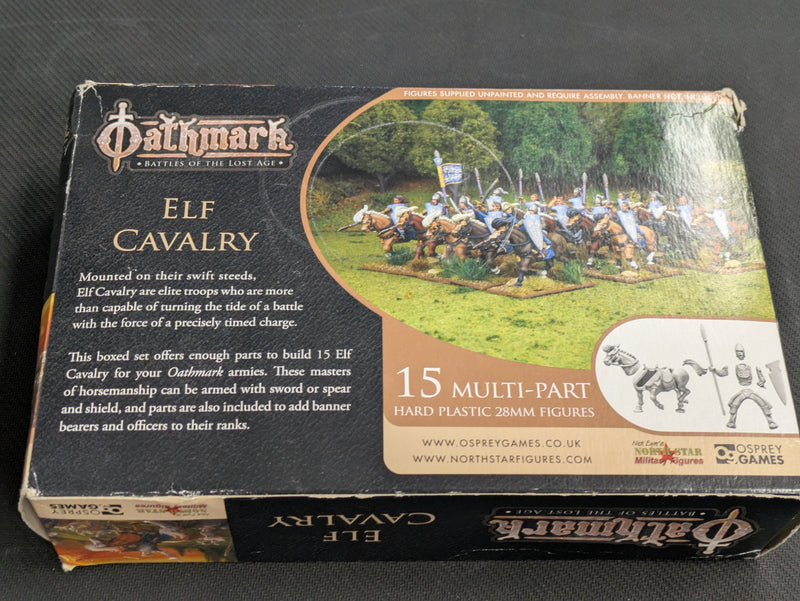 FIGURES SUPPLIED UNPAINTED AND REQUIRE ASSEMBLY. BANNER NOT
Oathmark
• BATTLES OF THE LOST AGE •
ELF
CAVALRY
Mounted on their swift steeds,
Elf Cavalry are elite troops who are more
than capable of turning the tide of a battle
with the force of a precisely timed charge.
This boxed set offers enough parts to build 15 Elf
Cavalry for your Oathmark armies. These masters
of horsemanship can be armed with sword or spear
and shield, and parts are also included to add banner
bearers and officers to their ranks.
15 MULTI-PART
HARD PLASTIC 28MM FIGURES
WWW.OSPREYGAMES.CO.UK
WWW.NORTHSTARFIGURES.COM
NORTH STAR
Military Figures
OSPREY
GAMES
OSPREY
GAMES
NORTH STAR
Military Figures
ELF
CAVALRY
Oathmark
BATTLES OF THE LOST AGE •